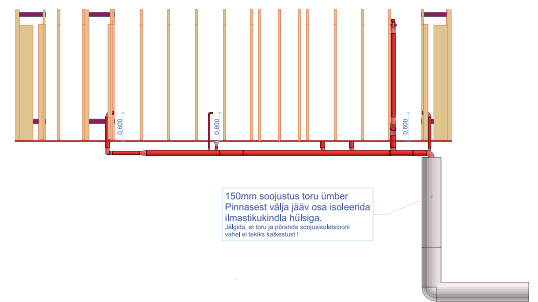 0,600
0,600
0,600
150mm soojustus toru ümber
Pinnasest välja jääv osa isoleerida
ilmastikukindla hülsiga.
Jälgida, et toru ja põranda soojusisolatsiooni
vahel ei tekiks katkestust !